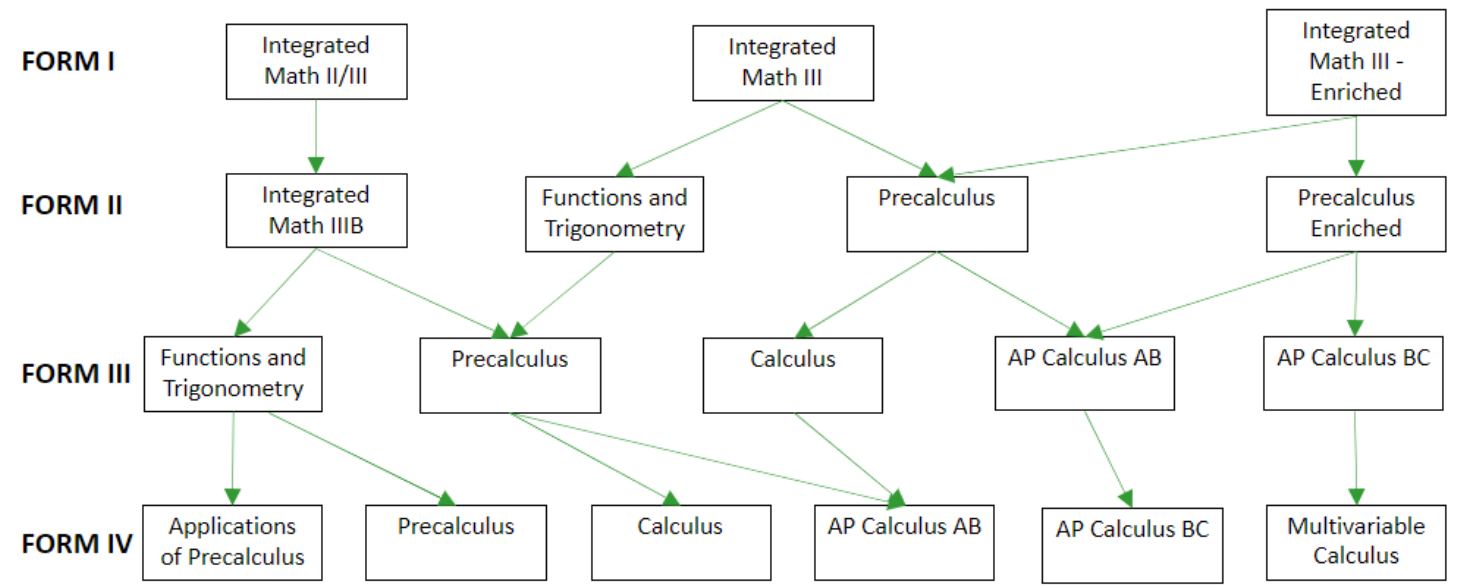 FORM I
Integrated
Math II/III
Integrated
Math III
Integrated
Math III -
Enriched
FORM II
Integrated
Math IIIB
Functions and
Trigonometry
Precalculus
Precalculus
Enriched
FORM III
Functions and
Trigonometry
Precalculus
Calculus
AP Calculus AB
AP Calculus BC
FORM IV
Applications
of Precalculus
Precalculus
Calculus
AP Calculus AB
AP Calculus BC
Multivariable
Calculus